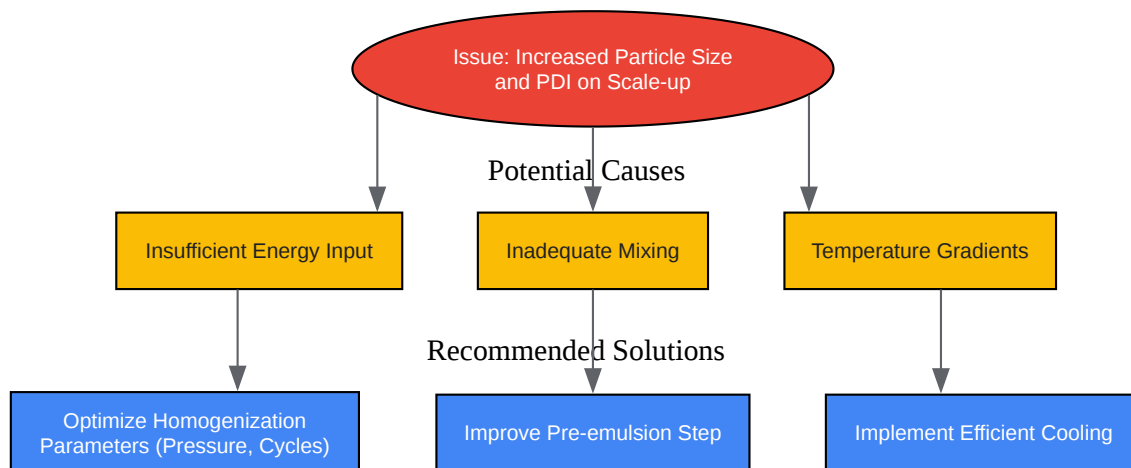 Issue: Increased Particle Size
and PDI on Scale-up
Potential Causes
Insufficient Energy Input
Inadequate Mixing
Temperature Gradients
Recommended Solutions
Optimize Homogenization
Parameters (Pressure, Cycles)
Improve Pre-emulsion Step
Implement Efficient Cooling